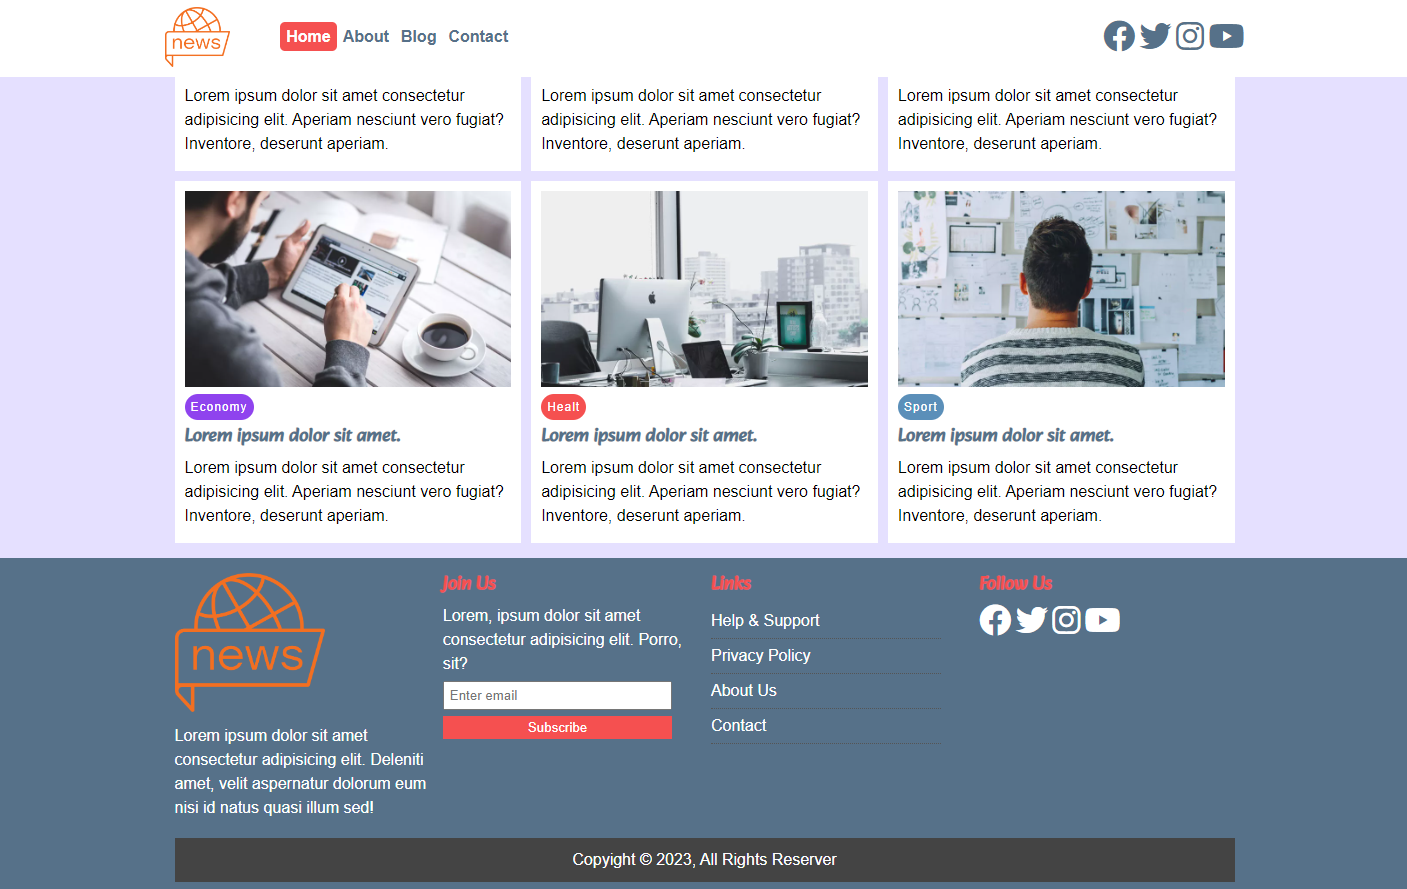 news
Home About Blog Contact
Lorem ipsum dolor sit amet consectetur
adipisicing elit. Aperiam nesciunt vero fugiat?
Inventore, deserunt aperiam.
Lorem ipsum dolor sit amet consectetur
adipisicing elit. Aperiam nesciunt vero fugiat?
Inventore, deserunt aperiam.
Lorem ipsum dolor sit amet consectetur
adipisicing elit. Aperiam nesciunt vero fugiat?
Inventore, deserunt aperiam.
Economy
Lorem ipsum dolor sit amet.
Lorem ipsum dolor sit amet consectetur
adipisicing elit. Aperiam nesciunt vero fugiat?
Inventore, deserunt aperiam.
Healt
Lorem ipsum dolor sit amet.
Lorem ipsum dolor sit amet consectetur
adipisicing elit. Aperiam nesciunt vero fugiat?
Inventore, deserunt aperiam.
Sport
Lorem ipsum dolor sit amet.
Lorem ipsum dolor sit amet consectetur
adipisicing elit. Aperiam nesciunt vero fugiat?
Inventore, deserunt aperiam.
news
Lorem ipsum dolor sit amet
consectetur adipisicing elit. Deleniti
amet, velit aspernatur dolorum eum
nisi id natus quasi illum sed!
Join Us
Lorem, ipsum dolor sit amet
consectetur adipisicing elit. Porro,
sit?
Enter email
Subscribe
Links
Help & Support
Privacy Policy
About Us
Contact
Follow Us
Copyight © 2023, All Rights Reserver